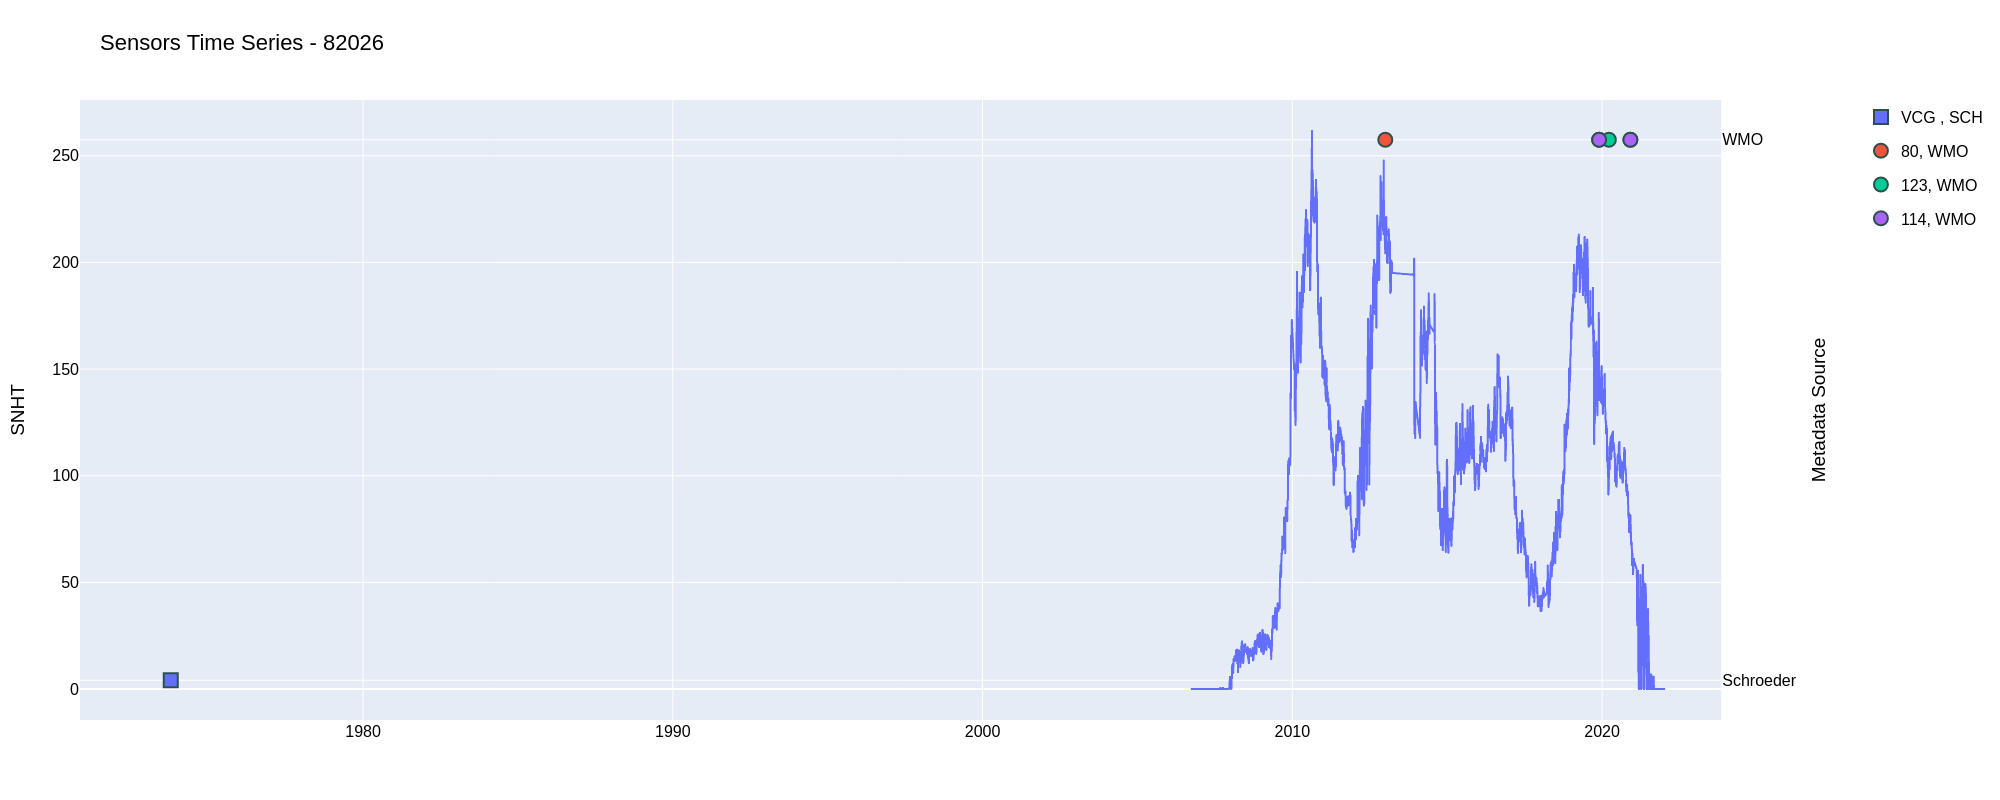 Sensors Time Series - 82026
VCG , SCH
80, WMO
123, WMO
114, WMO
WMO
Schroeder
Metadata Source
SNHT
250
200
150
100
50
0
1980
1990
2000
2010
2020